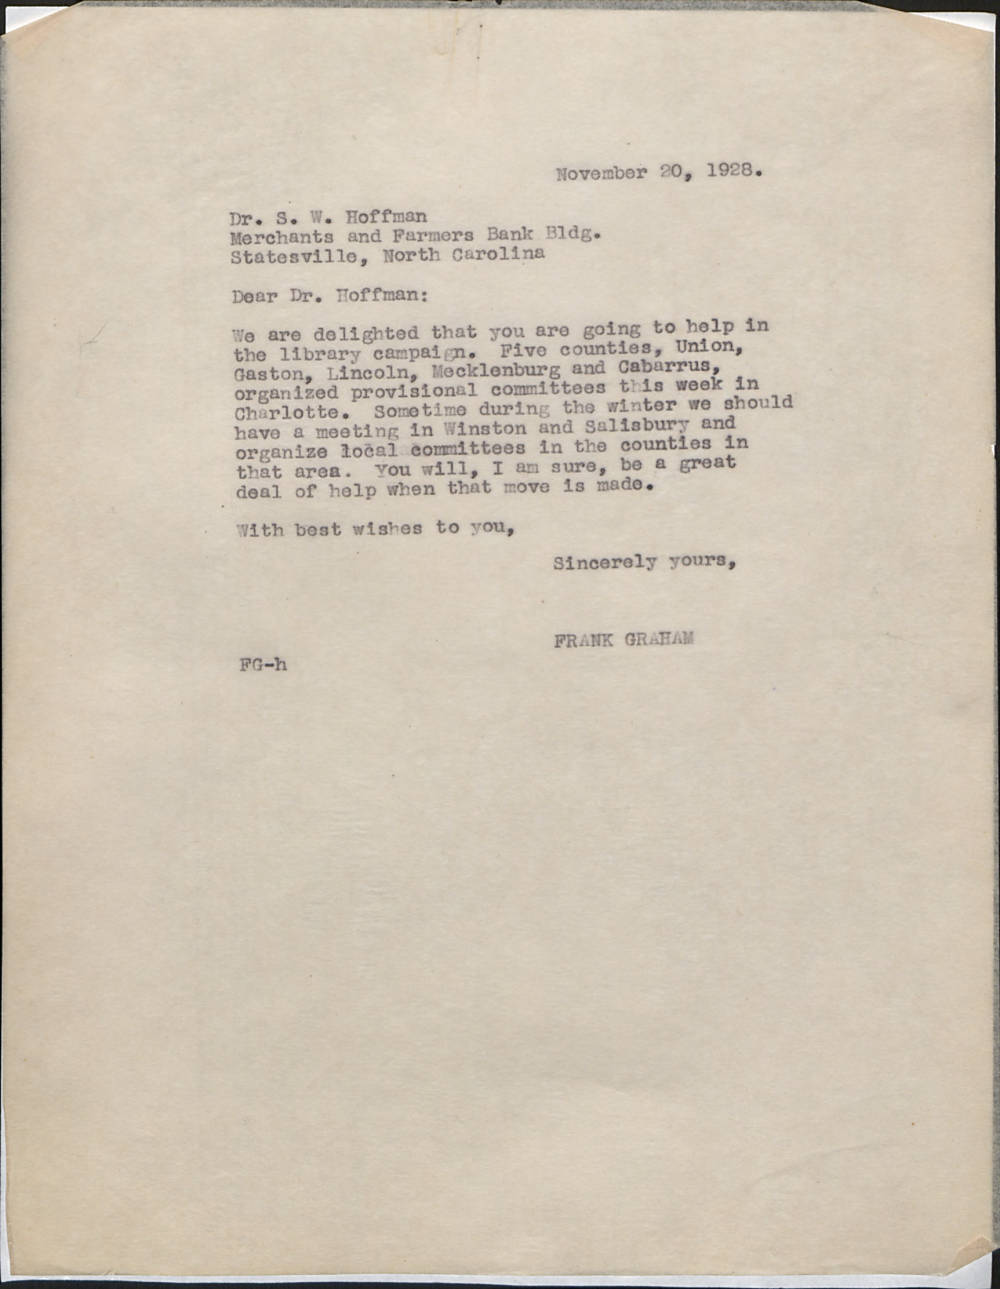 November 20, 1928.
Dr. S. W. Hoffman
Merchants and Farmers Bank Bldg.
Statesville, North Carolina
Dear Dr. Hoffman:
We are delighted that you are going to help in
the library campaign. Five counties, Union,
Gaston, Lincoln, Mecklenburg and Cabarrus,
organized provisional committees this week in
Charlotte. Sometime during the winter we should
have a meeting in Winston and Salisbury and
organize local committees in the counties in
that area. You will, I am sure, be a great
deal of help when that move is made.
With best wishes to you,
Sincerely yours,
FRANK GRAHAM
FG-h